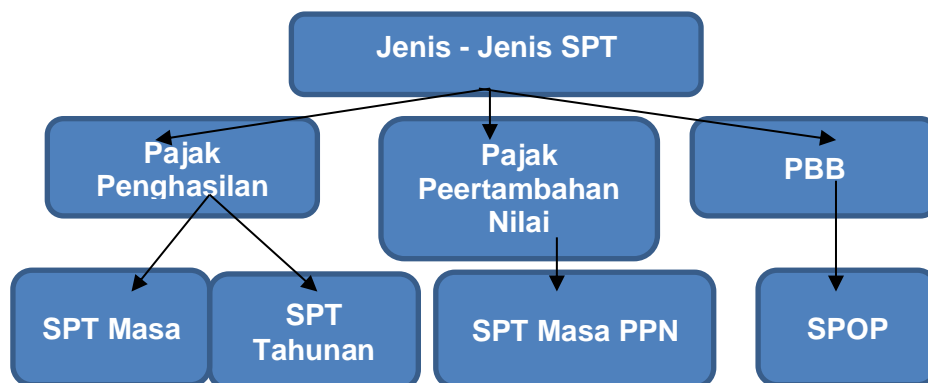 Jenis - Jenis SPT
Pajak
Penghasilan
Pajak
Peertambahan
Nilai
PBB
SPT Masa
SPT
Tahunan
SPT Masa PPN
SPOP